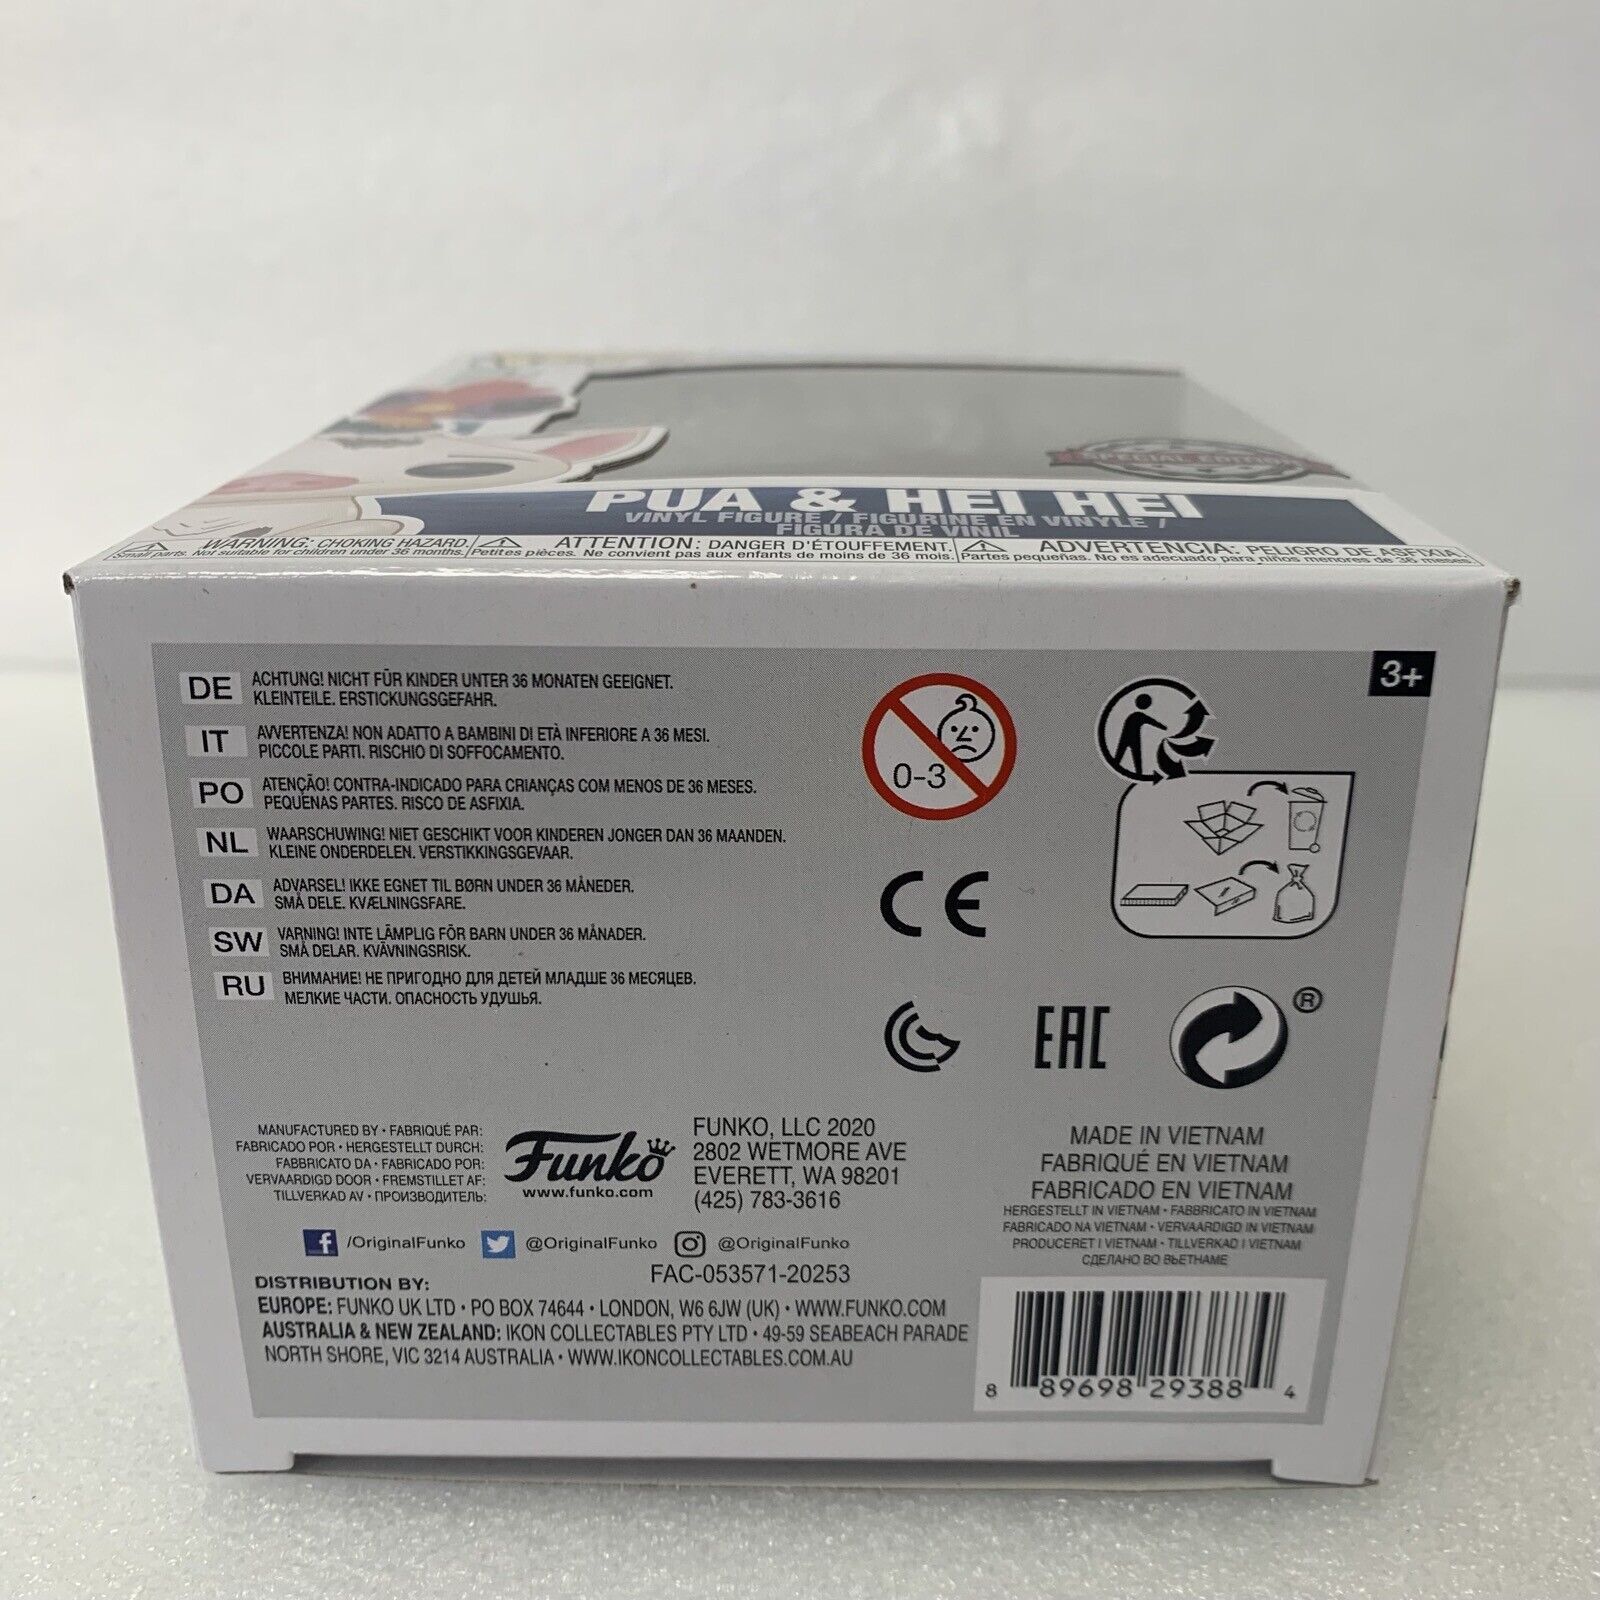 SPECIAL EDITION
PUA & HEI HEI
VINYL FIGURE / FIGURINE EN VINYLE /
FIGURA DE VINIL
WARNING: CHOKING HAZARD.
Small parts. Not suitable for children under 36 months.
ATTENTION: DANGER D'ÉTOUFFEMENT.
Petites pièces. Ne convient pas aux enfants de moins de 36 mois.
ADVERTENCIA: PELIGRO DE ASFIXIA.
Partes pequeñas. No es adecuado para niños menores de 36 meses.
3+
DE ACHTUNG! NICHT FÜR KINDER UNTER 36 MONATEN GEEIGNET.
KLEINTEILE. ERSTICKUNGSGEFAHR.
IT AVVERTENZA! NON ADATTO A BAMBINI DI ETÀ INFERIORE A 36 MESI.
PICCOLE PARTI. RISCHIO DI SOFFOCAMENTO.
PO ATENÇÃO! CONTRA-INDICADO PARA CRIANÇAS COM MENOS DE 36 MESES.
PEQUENAS PARTES. RISCO DE ASFIXIA.
NL WAARSCHUWING! NIET GESCHIKT VOOR KINDEREN JONGER DAN 36 MAANDEN.
KLEINE ONDERDELEN. VERSTIKKINGSGEVAAR.
DA ADVARSEL! IKKE EGNET TIL BØRN UNDER 36 MÅNEDER.
SMÅ DELE. KVÆLNINGSFARE.
SW VARNING! INTE LÄMPLIG FÖR BARN UNDER 36 MÅNADER.
SMÅ DELAR. KVÄVNINGSRISK.
RU ВНИМАНИЕ! НЕ ПРИГОДНО ДЛЯ ДЕТЕЙ МЛАДШЕ 36 МЕСЯЦЕВ.
МЕЛКИЕ ЧАСТИ. ОПАСНОСТЬ УДУШЬЯ.
0-3
CE
EAC
®
MANUFACTURED BY • FABRIQUÉ PAR:
FABRICADO POR • HERGESTELLT DURCH:
FABBRICATO DA • FABRICADO POR:
VERVAARDIGD DOOR • FREMSTILLET AF:
TILLVERKAD AV • ПРОИЗВОДИТЕЛЬ:
Funko
www.funko.com
FUNKO, LLC 2020
2802 WETMORE AVE
EVERETT, WA 98201
(425) 783-3616
MADE IN VIETNAM
FABRIQUÉ EN VIETNAM
FABRICADO EN VIETNAM
HERGESTELLT IN VIETNAM • FABBRICATO IN VIETNAM
FABRICADO NA VIETNAM • VERVAARDIGD IN VIETNAM
PRODUCERET I VIETNAM • TILLVERKAD I VIETNAM
СДЕЛАНО ВО ВЬЕТНАМЕ
f /OriginalFunko @OriginalFunko @OriginalFunko
FAC-053571-20253
DISTRIBUTION BY:
EUROPE: FUNKO UK LTD • PO BOX 74644 • LONDON, W6 6JW (UK) • WWW.FUNKO.COM
AUSTRALIA & NEW ZEALAND: IKON COLLECTABLES PTY LTD • 49-59 SEABEACH PARADE
NORTH SHORE, VIC 3214 AUSTRALIA • WWW.IKONCOLLECTABLES.COM.AU
8 89698 29388 4